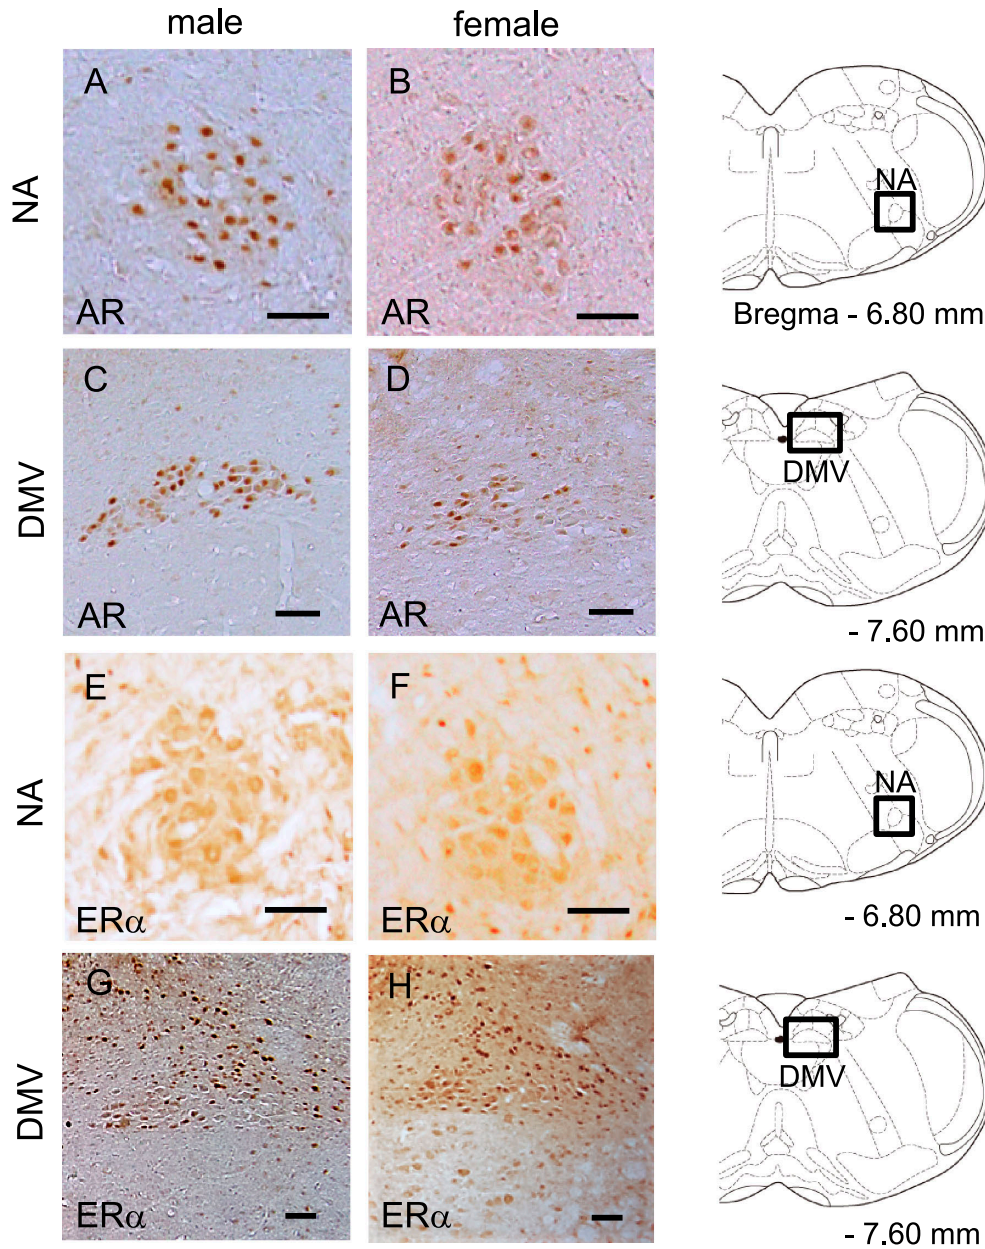 male
female
A
B
NA
NA
AR
AR
Bregma - 6.80 mm
C
D
DMV
DMV
AR
AR
- 7.60 mm
E
F
NA
NA
ERα
ERα
- 6.80 mm
G
H
DMV
DMV
ERα
ERα
- 7.60 mm